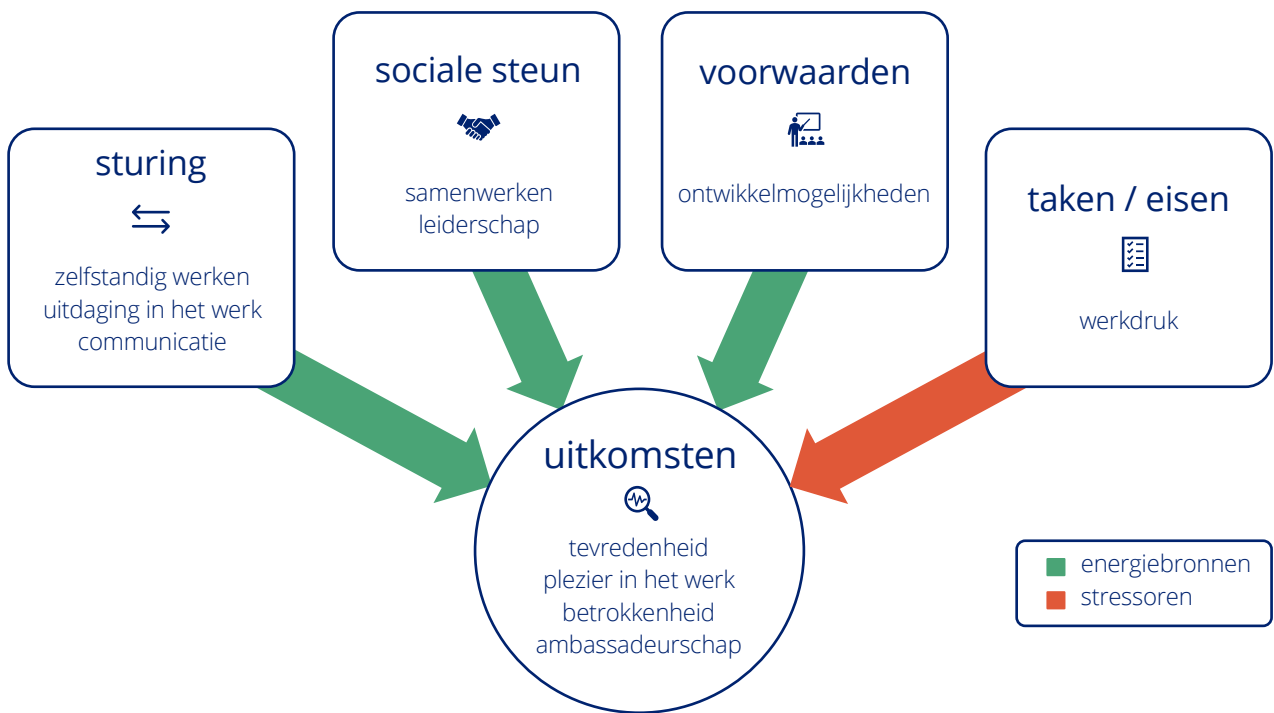 sturing
zelfstandig werken
uitdaging in het werk
communicatie
sociale steun
samenwerken
leiderschap
voorwaarden
ontwikkelmogelijkheden
taken / eisen
werkdruk
uitkomsten
tevredenheid
plezier in het werk
betrokkenheid
ambassadeurschap
energiebronnen
stressoren